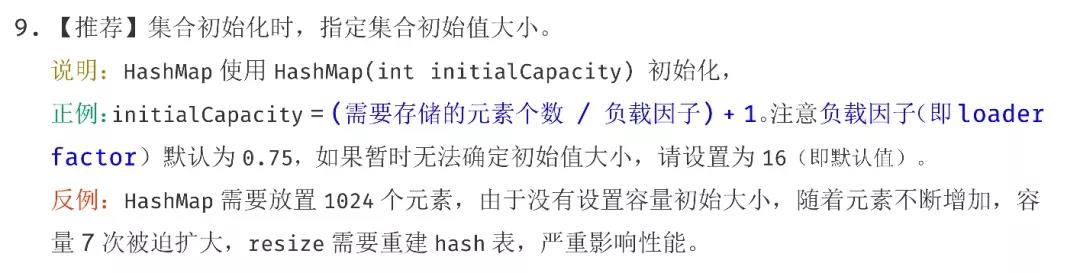 9. 【推荐】集合初始化时，指定集合初始值大小。
说明：HashMap 使用 HashMap(int initialCapacity) 初始化，
正例：initialCapacity = (需要存储的元素个数 / 负载因子) + 1。注意负载因子（即 loader
factor）默认为 0.75，如果暂时无法确定初始值大小，请设置为 16（即默认值）。
反例：HashMap 需要放置 1024 个元素，由于没有设置容量初始大小，随着元素不断增加，容
量 7 次被迫扩大，resize 需要重建 hash 表，严重影响性能。